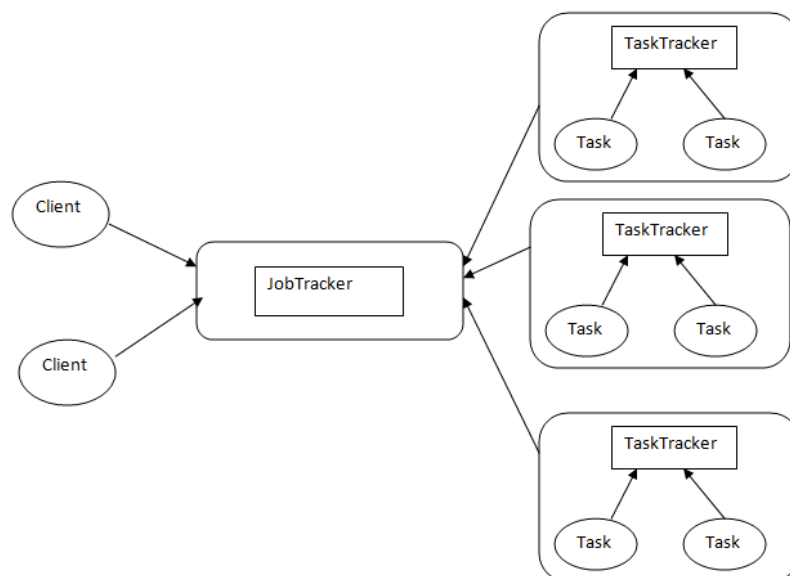 TaskTracker
Task
Task
Client
TaskTracker
JobTracker
Task
Task
Client
TaskTracker
Task
Task